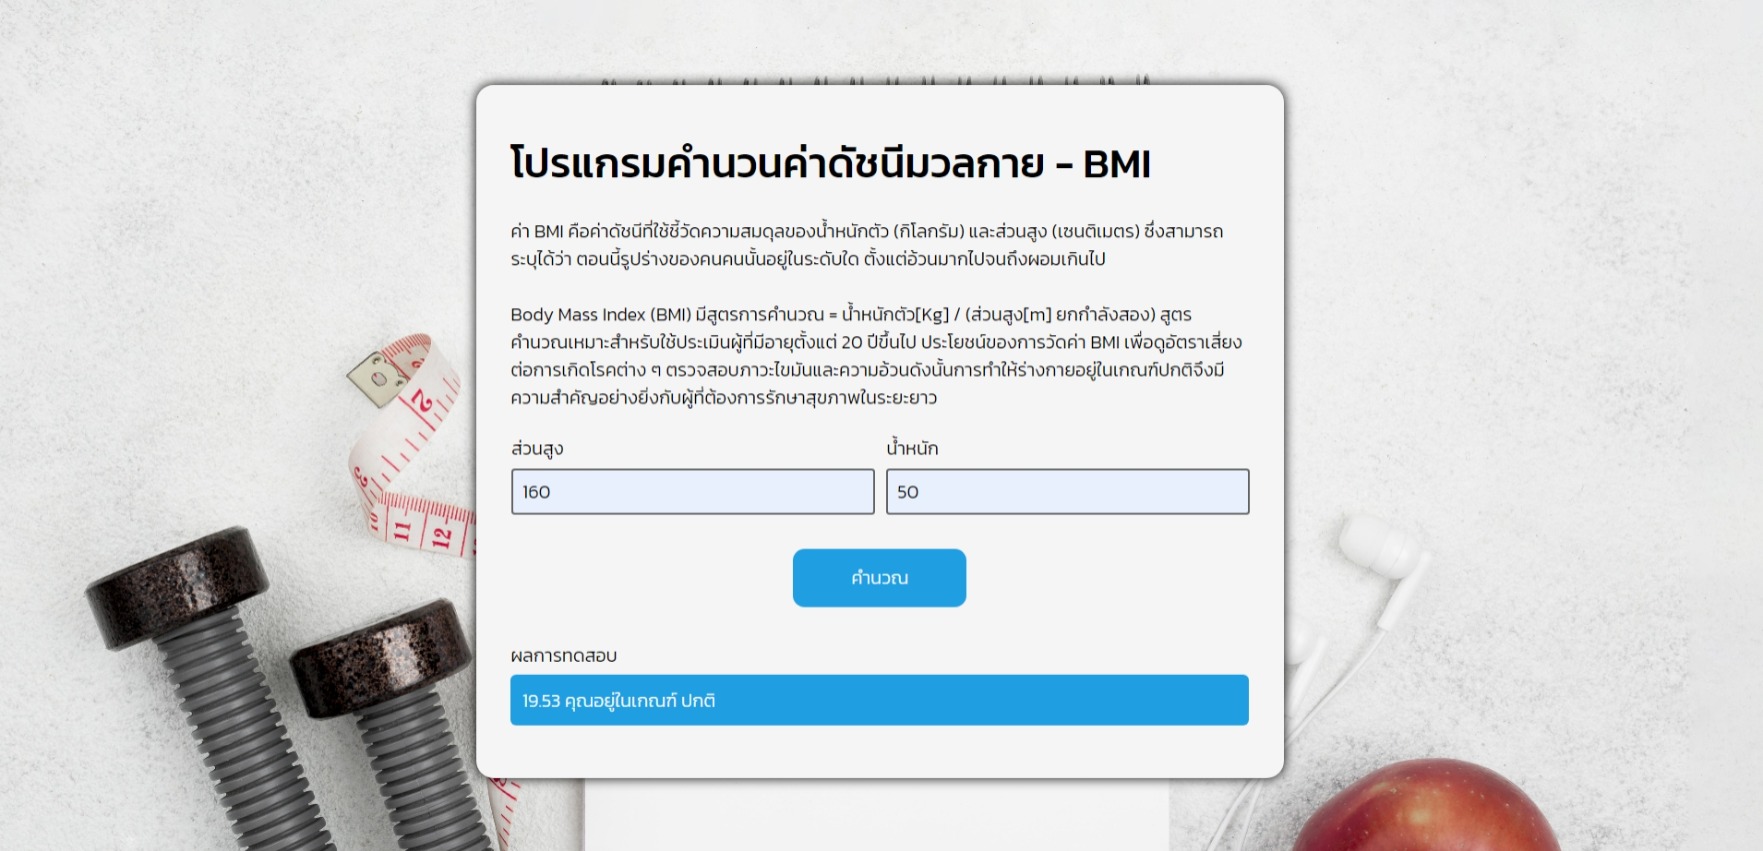 โปรแกรมคำนวนค่าดัชนีมวลกาย - BMI
ค่า BMI คือค่าดัชนีที่ใช้ชี้วัดความสมดุลของน้ำหนักตัว (กิโลกรัม) และส่วนสูง (เซนติเมตร) ซึ่งสามารถ
ระบุได้ว่า ตอนนี้รูปร่างของคนคนนั้นอยู่ในระดับใด ตั้งแต่อ้วนมากไปจนถึงผอมเกินไป
Body Mass Index (BMI) มีสูตรการคำนวณ = น้ำหนักตัว[Kg] / (ส่วนสูง[m] ยกกำลังสอง) สูตร
คำนวณเหมาะสำหรับใช้ประเมินผู้ที่มีอายุตั้งแต่ 20 ปีขึ้นไป ประโยชน์ของการวัดค่า BMI เพื่อดูอัตราเสี่ยง
ต่อการเกิดโรคต่าง ๆ ตรวจสอบภาวะไขมันและความอ้วนดังนั้นการทำให้ร่างกายอยู่ในเกณฑ์ปกติจึงมี
ความสำคัญอย่างยิ่งกับผู้ที่ต้องการรักษาสุขภาพในระยะยาว
ส่วนสูง น้ำหนัก
160 50
คำนวณ
ผลการทดสอบ
19.53 คุณอยู่ในเกณฑ์ ปกติ
2
3
10 11 12